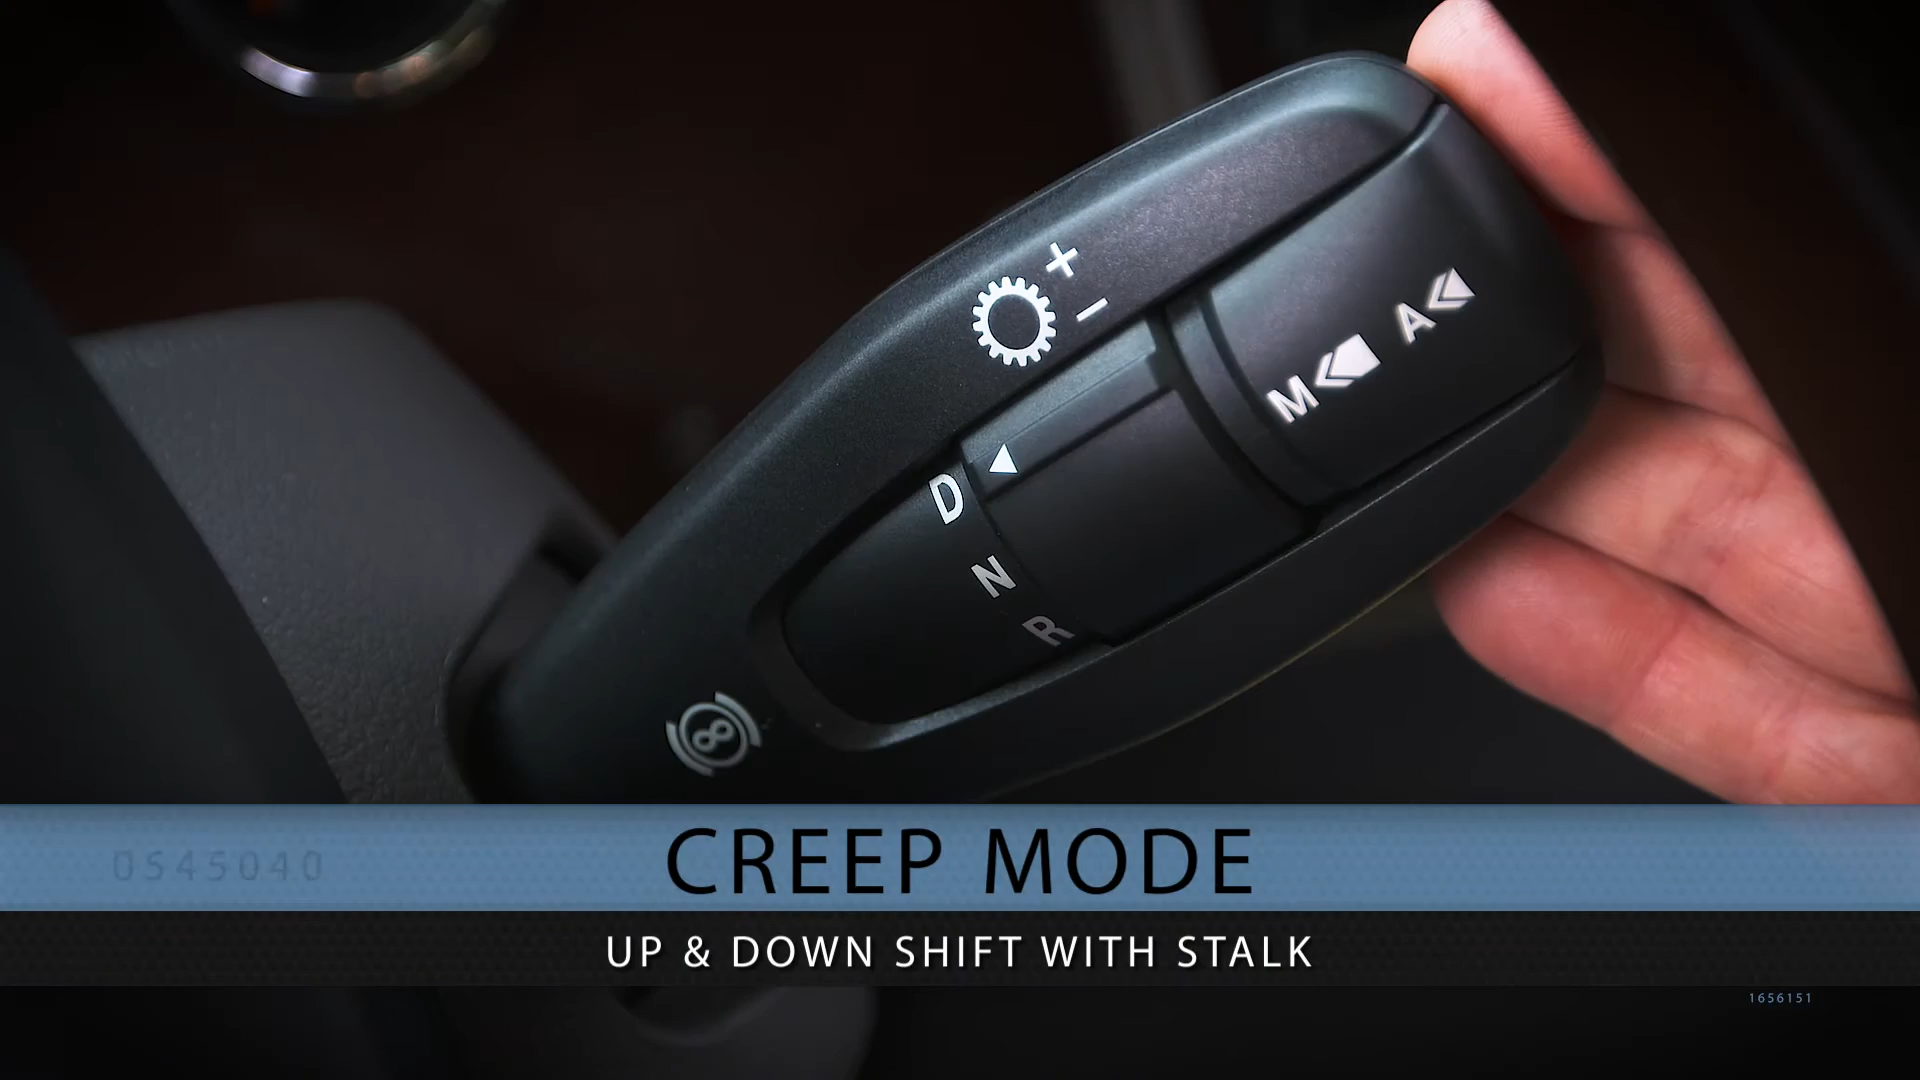 +
−
M A
D
N
R
CREEP MODE
0545040
UP & DOWN SHIFT WITH STALK
1656151